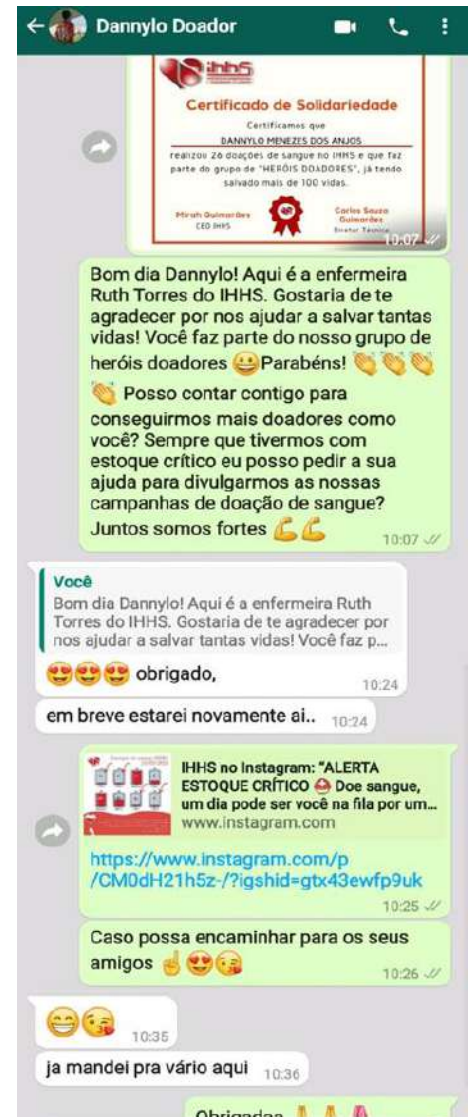 Dannylo Doador
ihhs
Certificado de Solidariedade
Certificamos que
DANNYLO MENEZES DOS ANJOS
realizou 26 doações de sangue no IHHS e que faz
parte do grupo de "HERÓIS DOADORES", já tendo
salvado mais de 100 vidas.
Mirah Guimarães
CEO IHHS
Carlos Souza
Guimarães
Diretor Técnico
10:07
Bom dia Dannylo! Aqui é a enfermeira
Ruth Torres do IHHS. Gostaria de te
agradecer por nos ajudar a salvar tantas
vidas! Você faz parte do nosso grupo de
heróis doadores 😃Parabéns! 👏👏👏
👏 Posso contar contigo para
conseguirmos mais doadores como
você? Sempre que tivermos com
estoque crítico eu posso pedir a sua
ajuda para divulgarmos as nossas
campanhas de doação de sangue?
Juntos somos fortes 💪💪
10:07
Você
Bom dia Dannylo! Aqui é a enfermeira Ruth
Torres do IHHS. Gostaria de te agradecer por
nos ajudar a salvar tantas vidas! Você faz p...
😍😍😍 obrigado,
10:24
em breve estarei novamente ai.. 10:24
IHHS no Instagram: "ALERTA
ESTOQUE CRÍTICO ⛑ Doe sangue,
um dia pode ser você na fila por um...
www.instagram.com
https://www.instagram.com/p
/CM0dH21h5z-/?igshid=gtx43ewfp9uk
10:25
Caso possa encaminhar para os seus
amigos ☝😍😘
10:26
😁😘 10:35
ja mandei pra vário aqui 10:36